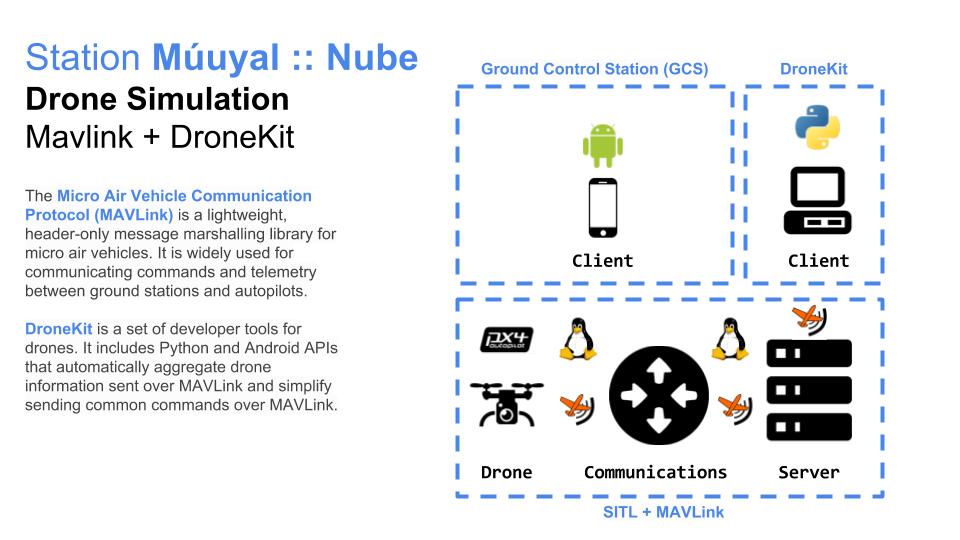 Station Múuyal :: Nube
Drone Simulation
Mavlink + DroneKit
The Micro Air Vehicle Communication
Protocol (MAVLink) is a lightweight,
header-only message marshalling library for
micro air vehicles. It is widely used for
communicating commands and telemetry
between ground stations and autopilots.
DroneKit is a set of developer tools for
drones. It includes Python and Android APIs
that automatically aggregate drone
information sent over MAVLink and simplify
sending common commands over MAVLink.
Ground Control Station (GCS)
DroneKit
Client
Client
px4
autopilot
Drone
Communications
Server
SITL + MAVLink